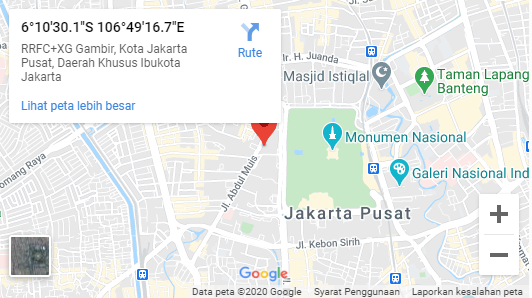 6°10'30.1"S 106°49'16.7"E
RRFC+XG Gambir, Kota Jakarta
Pusat, Daerah Khusus Ibukota
Jakarta
Rute
Lihat peta lebih besar
Ir. H. Juanda
Masjid Istiqlal
Taman Lapang
Banteng
Monumen Nasional
Galeri Nasional Ind
omang Raya
Jl. Abdul Muis
Jakarta Pusat
Jl. Kebon Sirih
Google
Data peta ©2020 Google
Syarat Penggunaan
Laporkan kesalahan peta